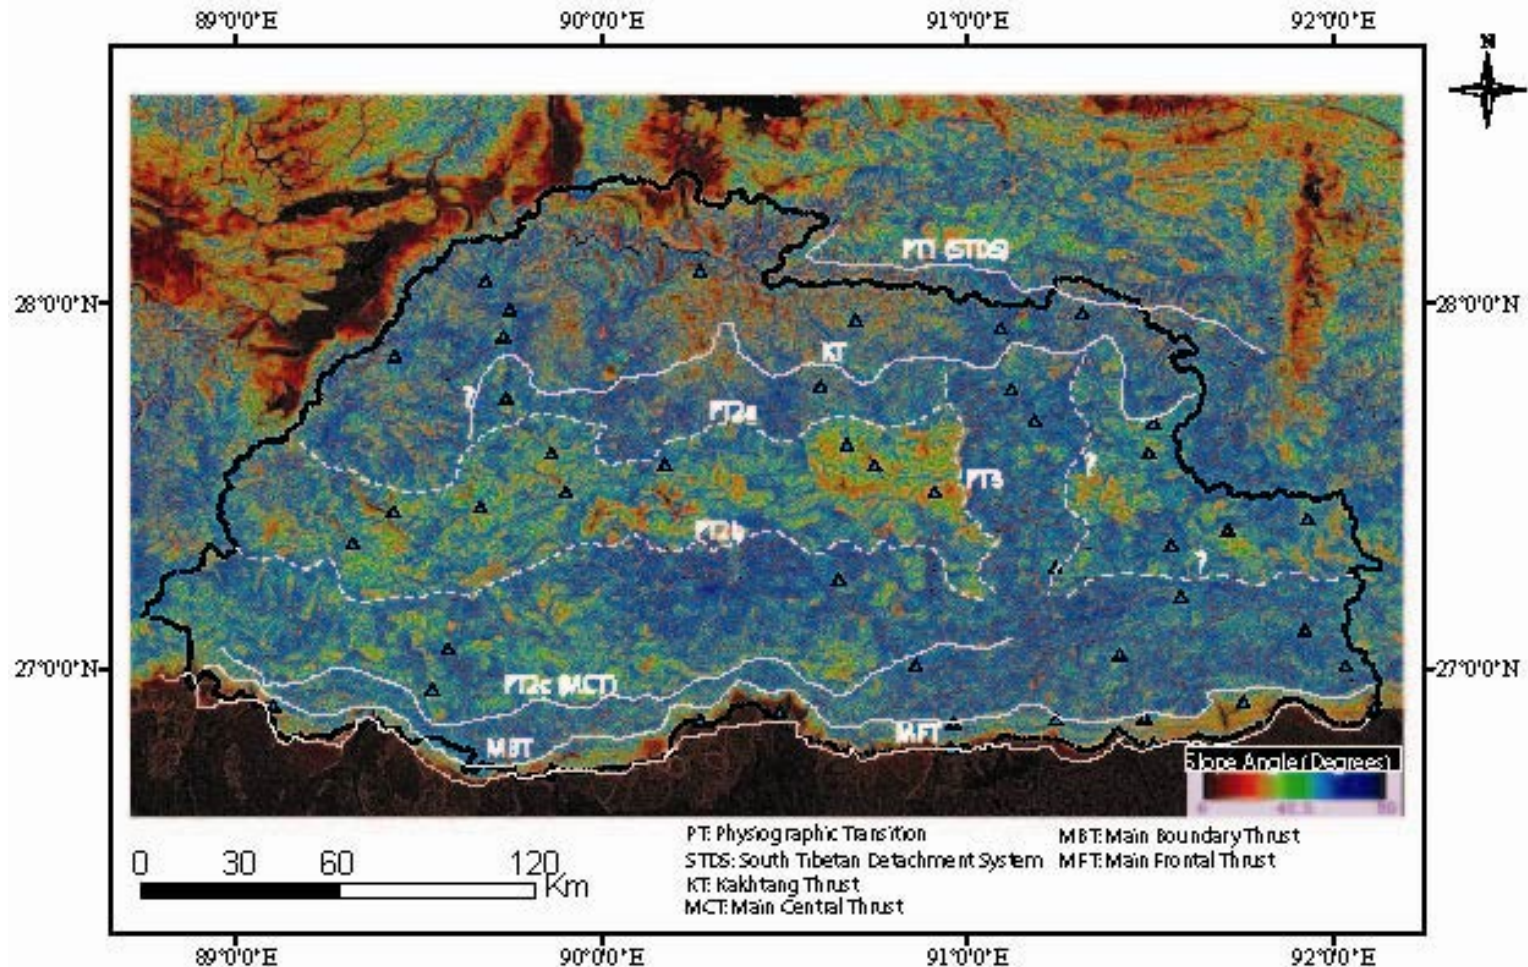 89°0'0"E 90°0'0"E 91°0'0"E 92°0'0"E
N
PT1 (STDS)
28°0'0"N 28°0'0"N
KT
?
PT2a
?
PT3
PT2b
?
27°0'0"N 27°0'0"N
PT2c (MCT)
MBT
MFT
Slope Angle (Degrees)
0 30 60 120 Km
PT: Physiographic Transition
STDS: South Tibetan Detachment System
KT: Kakhtang Thrust
MCT: Main Central Thrust
MBT: Main Boundary Thrust
MFT: Main Frontal Thrust
89°0'0"E 90°0'0"E 91°0'0"E 92°0'0"E